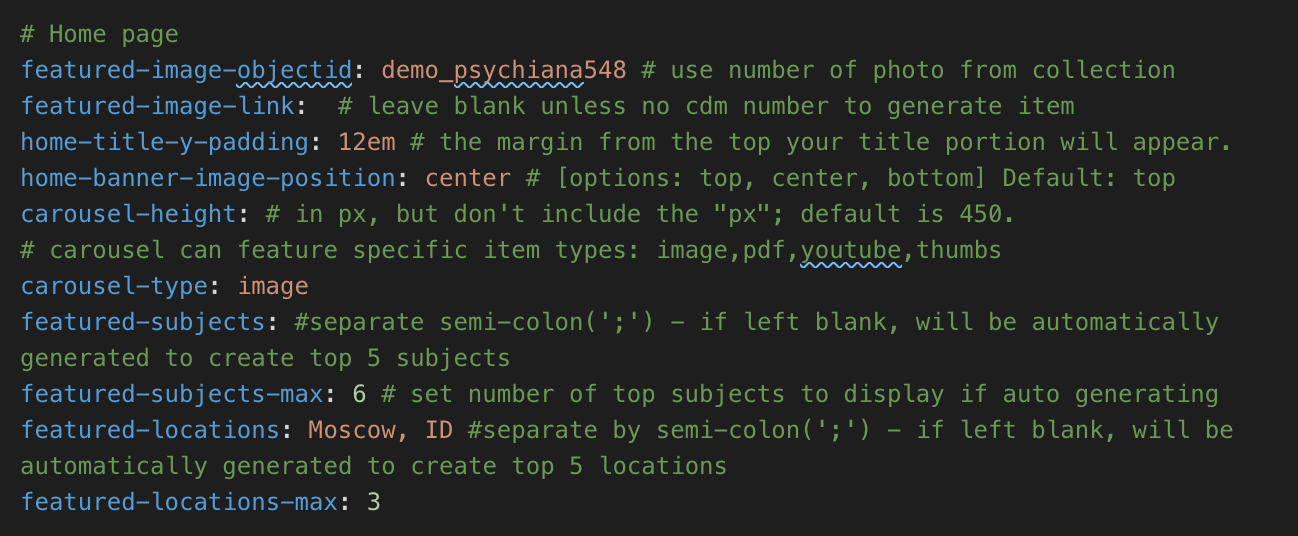 # Home page
featured-image-objectid: demo_psychiana548 # use number of photo from collection
featured-image-link:  # leave blank unless no cdm number to generate item
home-title-y-padding: 12em # the margin from the top your title portion will appear.
home-banner-image-position: center # [options: top, center, bottom] Default: top
carousel-height: # in px, but don't include the "px"; default is 450.
# carousel can feature specific item types: image,pdf,youtube,thumbs
carousel-type: image
featured-subjects: #separate semi-colon(';') - if left blank, will be automatically
generated to create top 5 subjects
featured-subjects-max: 6 # set number of top subjects to display if auto generating
featured-locations: Moscow, ID #separate by semi-colon(';') - if left blank, will be
automatically generated to create top 5 locations
featured-locations-max: 3